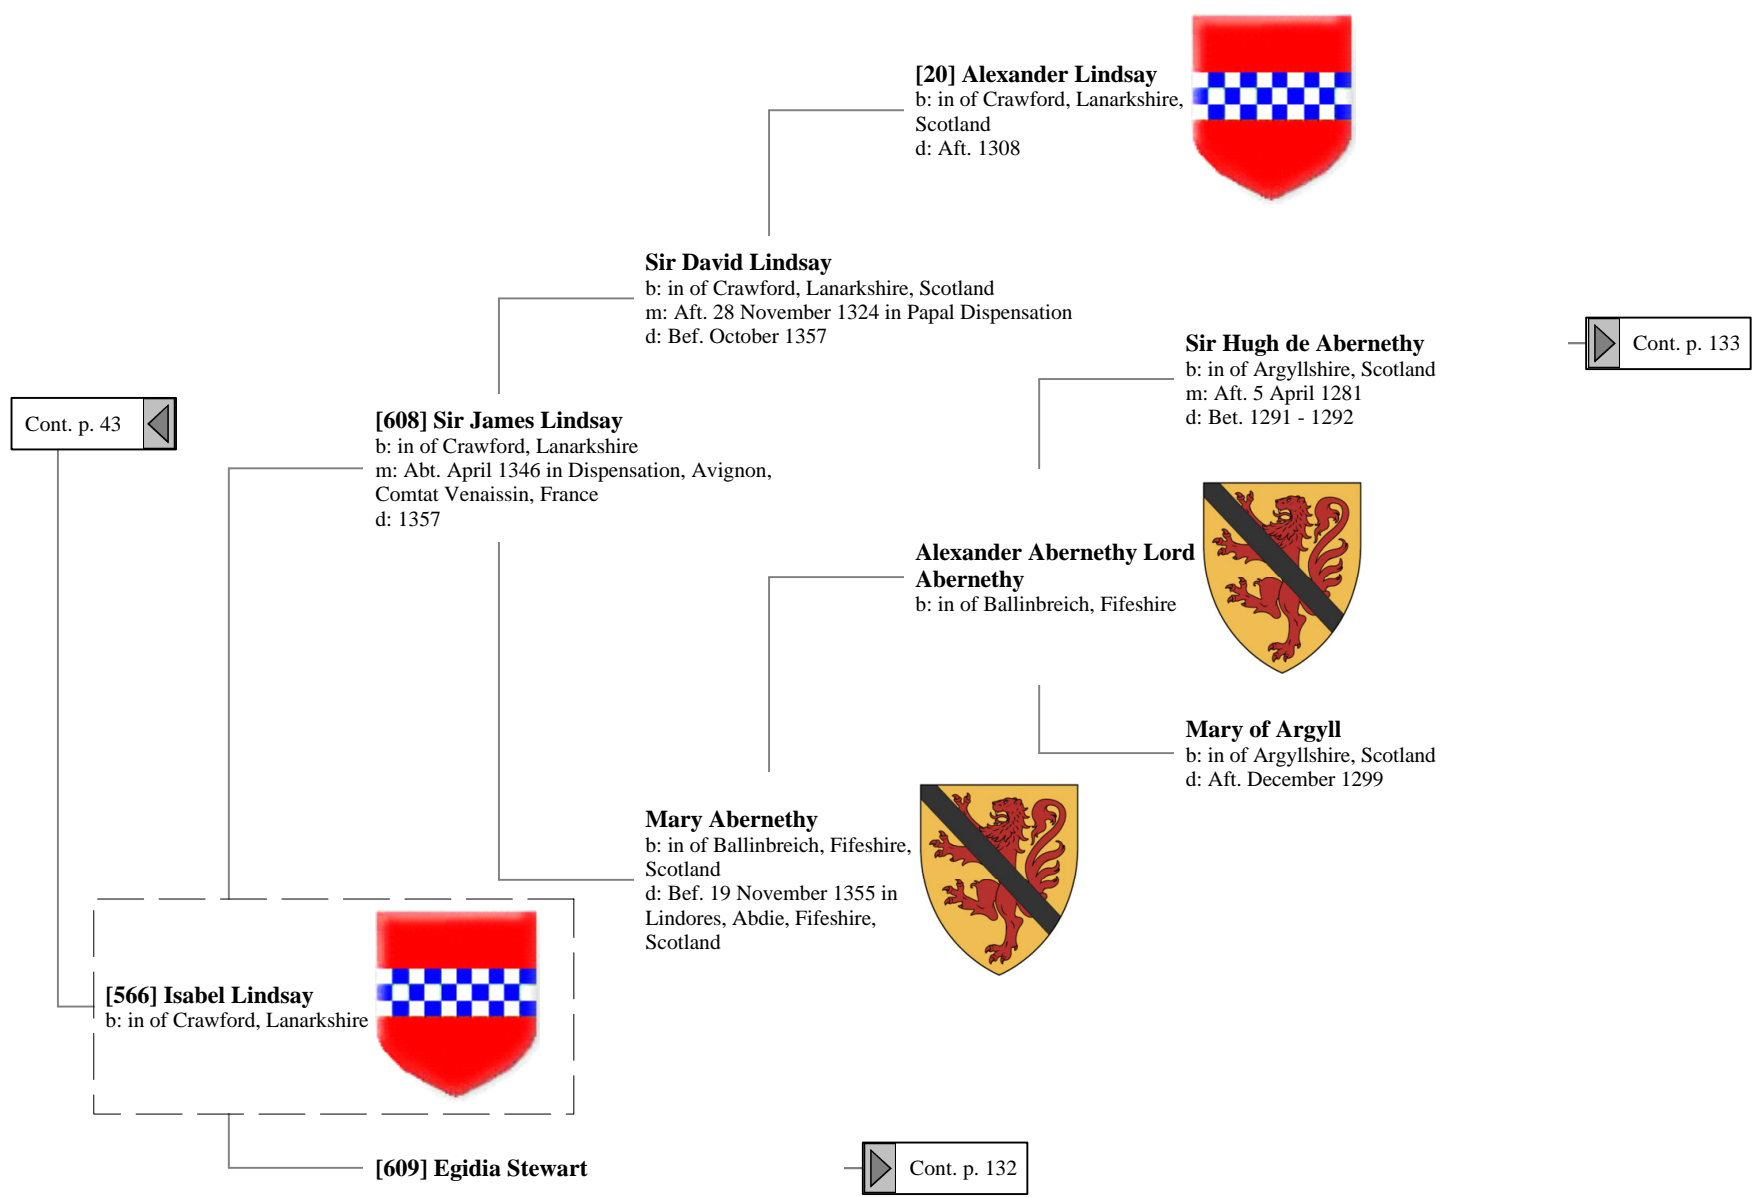 [20] Alexander Lindsay
b: in of Crawford, Lanarkshire,
Scotland
d: Aft. 1308
Sir David Lindsay
b: in of Crawford, Lanarkshire, Scotland
m: Aft. 28 November 1324 in Papal Dispensation
d: Bef. October 1357
Sir Hugh de Abernethy
b: in of Argyllshire, Scotland
m: Aft. 5 April 1281
d: Bet. 1291 - 1292
Cont. p. 133
Cont. p. 43
[608] Sir James Lindsay
b: in of Crawford, Lanarkshire
m: Abt. April 1346 in Dispensation, Avignon,
Comtat Venaissin, France
d: 1357
Alexander Abernethy Lord
Abernethy
b: in of Ballinbreich, Fifeshire
Mary of Argyll
b: in of Argyllshire, Scotland
d: Aft. December 1299
Mary Abernethy
b: in of Ballinbreich, Fifeshire,
Scotland
d: Bef. 19 November 1355 in
Lindores, Abdie, Fifeshire,
Scotland
[566] Isabel Lindsay
b: in of Crawford, Lanarkshire
[609] Egidia Stewart
Cont. p. 132